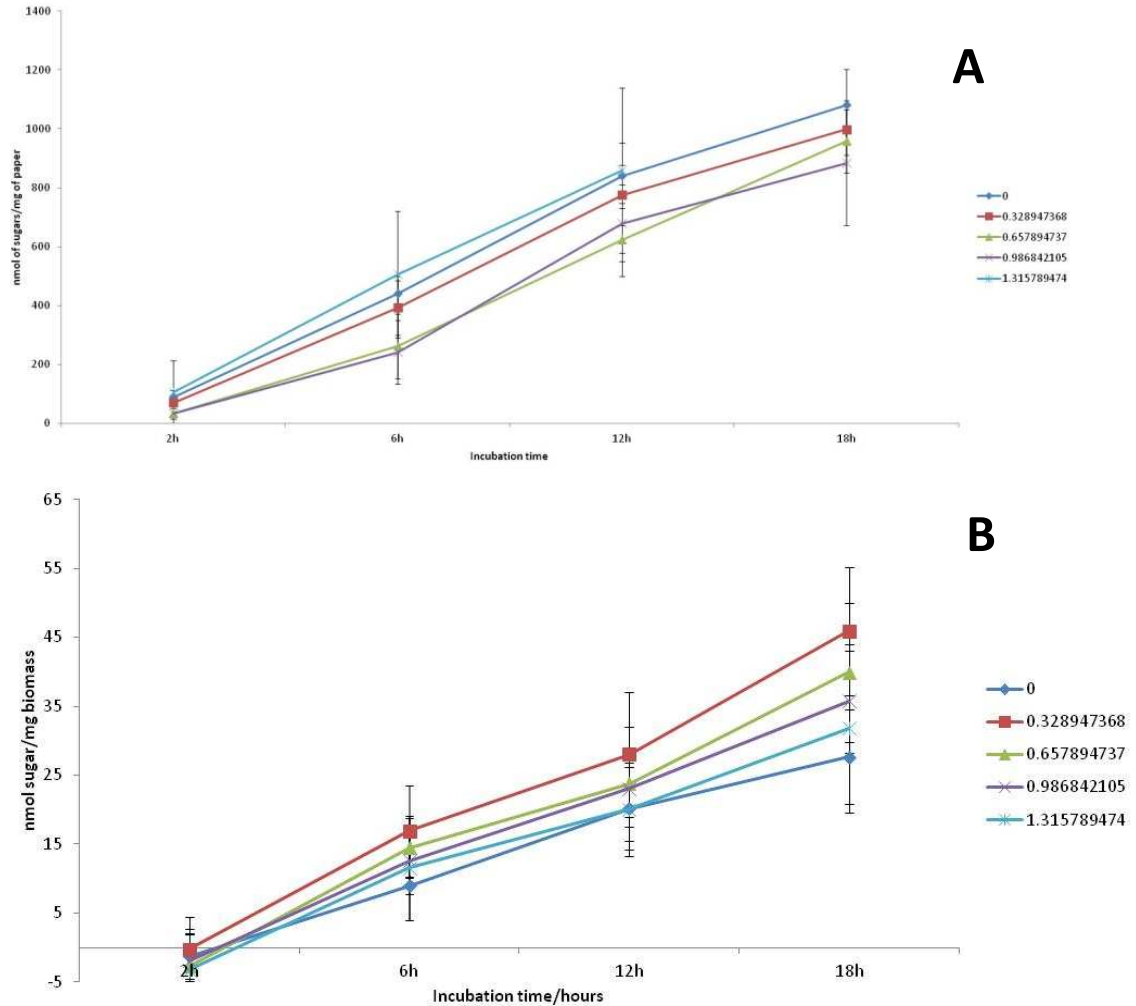 1400
1200
1000
800
600
400
200
0
nmol of sugars/mg of paper
2h
6h
12h
18h
Incubation time
A
0
0.328947368
0.657894737
0.986842105
1.315789474
65
55
45
35
25
15
5
-5
nmol sugar/mg biomass
2h
6h
12h
18h
Incubation time/hours
B
0
0.328947368
0.657894737
0.986842105
1.315789474